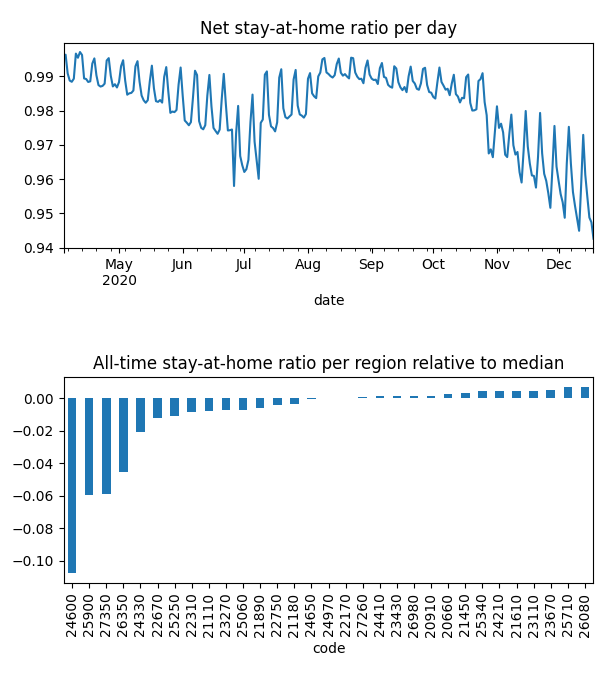 Net stay-at-home ratio per day
0.99
0.98
0.97
0.96
0.95
0.94
May Jun Jul Aug Sep Oct Nov Dec
2020
date
All-time stay-at-home ratio per region relative to median
0.00
−0.02
−0.04
−0.06
−0.08
−0.10
24600 25900 27350 26350 24330 22670 25250 22310 21110 23270 25060 21890 22750 21180 24650 24970 22170 27260 24410 23430 26980 20910 20660 21450 25340 24210 21610 23110 23670 25710 26080
code